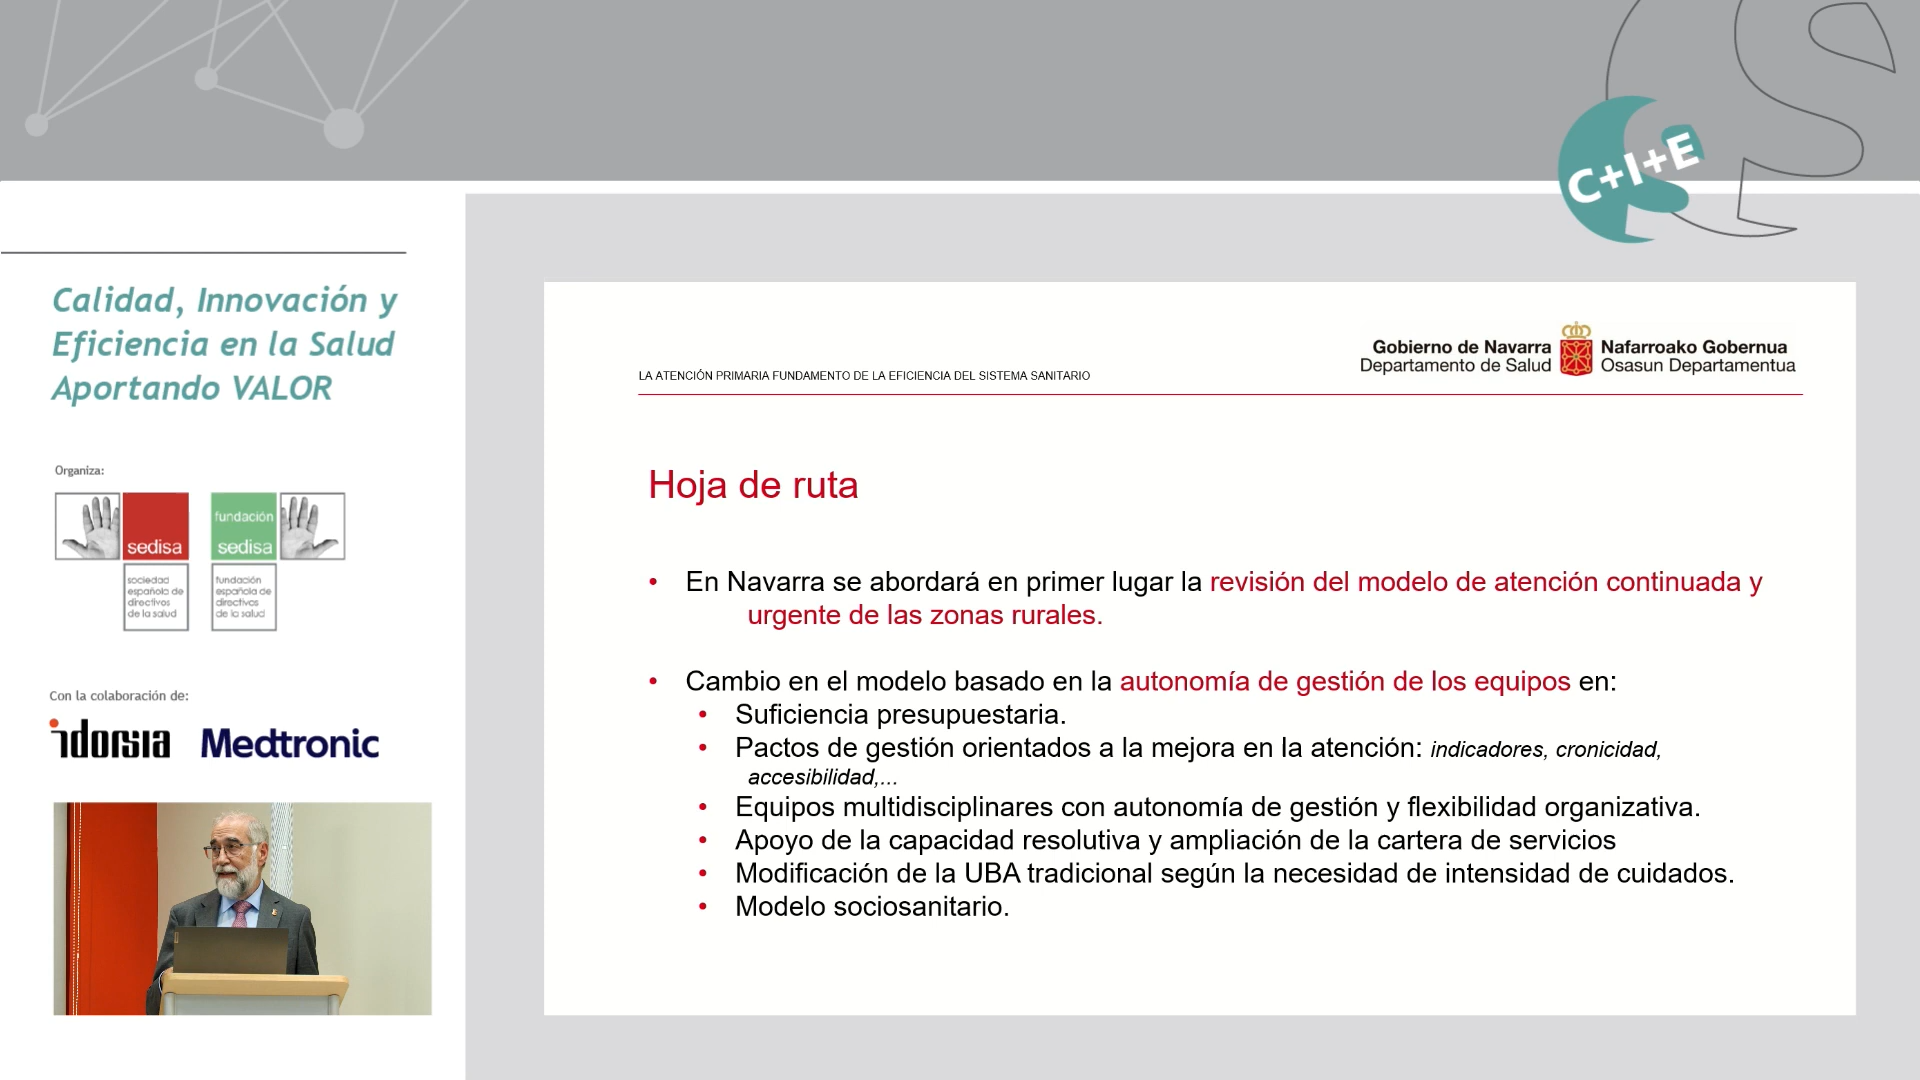 C+I+E
Calidad, Innovación y
Eficiencia en la Salud
Aportando VALOR
Organiza:
sedisa
sociedad
española de
directivos
de la salud
fundación
sedisa
fundación
española de
directivos
de la salud
Con la colaboración de:
idorsia
Medtronic
LA ATENCIÓN PRIMARIA FUNDAMENTO DE LA EFICIENCIA DEL SISTEMA SANITARIO
Gobierno de Navarra
Departamento de Salud
Nafarroako Gobernua
Osasun Departamentua
Hoja de ruta
• En Navarra se abordará en primer lugar la revisión del modelo de atención continuada y
urgente de las zonas rurales.
• Cambio en el modelo basado en la autonomía de gestión de los equipos en:
• Suficiencia presupuestaria.
• Pactos de gestión orientados a la mejora en la atención: indicadores, cronicidad,
accesibilidad,...
• Equipos multidisciplinares con autonomía de gestión y flexibilidad organizativa.
• Apoyo de la capacidad resolutiva y ampliación de la cartera de servicios
• Modificación de la UBA tradicional según la necesidad de intensidad de cuidados.
• Modelo sociosanitario.